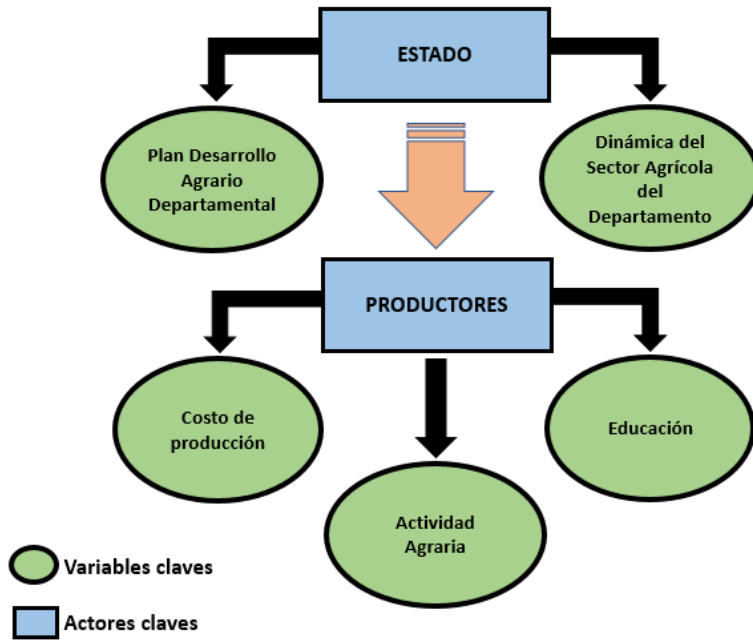 ESTADO
Plan Desarrollo
Agrario
Departamental
Dinámica del
Sector Agrícola
del
Departamento
PRODUCTORES
Costo de
producción
Educación
Actividad
Agraria
Variables claves
Actores claves